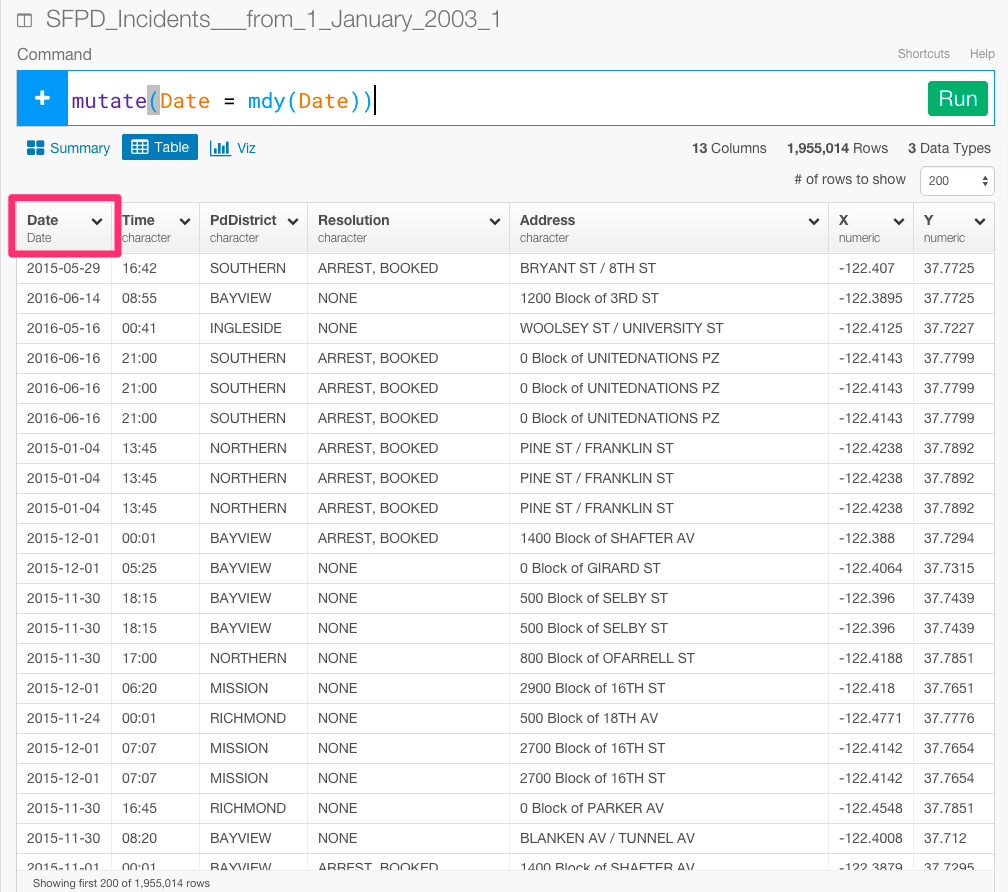 SFPD_Incidents___from_1_January_2003_1
Command Shortcuts Help
+ mutate(Date = mdy(Date)) Run
Summary Table Viz 13 Columns 1,955,014 Rows 3 Data Types
# of rows to show 200
Date Time PdDistrict Resolution Address X Y
Date character character character character numeric numeric
2015-05-29 16:42 SOUTHERN ARREST, BOOKED BRYANT ST / 8TH ST -122.407 37.7725
2016-06-14 08:55 BAYVIEW NONE 1200 Block of 3RD ST -122.3895 37.7725
2016-05-16 00:41 INGLESIDE NONE WOOLSEY ST / UNIVERSITY ST -122.4125 37.7227
2016-06-16 21:00 SOUTHERN ARREST, BOOKED 0 Block of UNITEDNATIONS PZ -122.4143 37.7799
2016-06-16 21:00 SOUTHERN ARREST, BOOKED 0 Block of UNITEDNATIONS PZ -122.4143 37.7799
2016-06-16 21:00 SOUTHERN ARREST, BOOKED 0 Block of UNITEDNATIONS PZ -122.4143 37.7799
2015-01-04 13:45 NORTHERN ARREST, BOOKED PINE ST / FRANKLIN ST -122.4238 37.7892
2015-01-04 13:45 NORTHERN ARREST, BOOKED PINE ST / FRANKLIN ST -122.4238 37.7892
2015-01-04 13:45 NORTHERN ARREST, BOOKED PINE ST / FRANKLIN ST -122.4238 37.7892
2015-12-01 00:01 BAYVIEW ARREST, BOOKED 1400 Block of SHAFTER AV -122.388 37.7294
2015-12-01 05:25 BAYVIEW NONE 0 Block of GIRARD ST -122.4064 37.7315
2015-11-30 18:15 BAYVIEW NONE 500 Block of SELBY ST -122.396 37.7439
2015-11-30 18:15 BAYVIEW NONE 500 Block of SELBY ST -122.396 37.7439
2015-11-30 17:00 NORTHERN NONE 800 Block of OFARRELL ST -122.4188 37.7851
2015-12-01 06:20 MISSION NONE 2900 Block of 16TH ST -122.418 37.7651
2015-11-24 00:01 RICHMOND NONE 500 Block of 18TH AV -122.4771 37.7776
2015-12-01 07:07 MISSION NONE 2700 Block of 16TH ST -122.4142 37.7654
2015-12-01 07:07 MISSION NONE 2700 Block of 16TH ST -122.4142 37.7654
2015-11-30 16:45 RICHMOND NONE 0 Block of PARKER AV -122.4548 37.7851
2015-11-30 08:20 BAYVIEW NONE BLANKEN AV / TUNNEL AV -122.4008 37.712
2015-11-01 00:01 BAYVIEW ARREST, BOOKED 1400 Block of SHAFTER AV -122.3879 37.7295
Showing first 200 of 1,955,014 rows